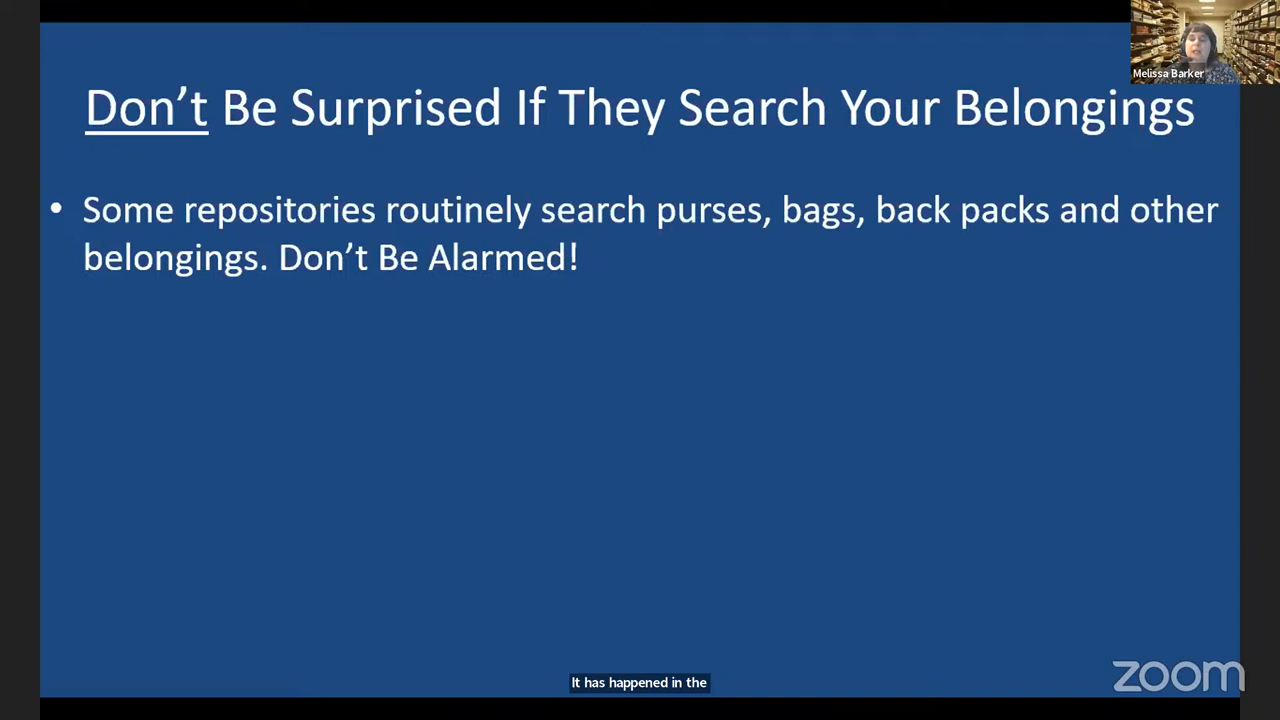 Melissa Barker
Don’t Be Surprised If They Search Your Belongings
• Some repositories routinely search purses, bags, back packs and other
belongings. Don’t Be Alarmed!
It has happened in the
zoom